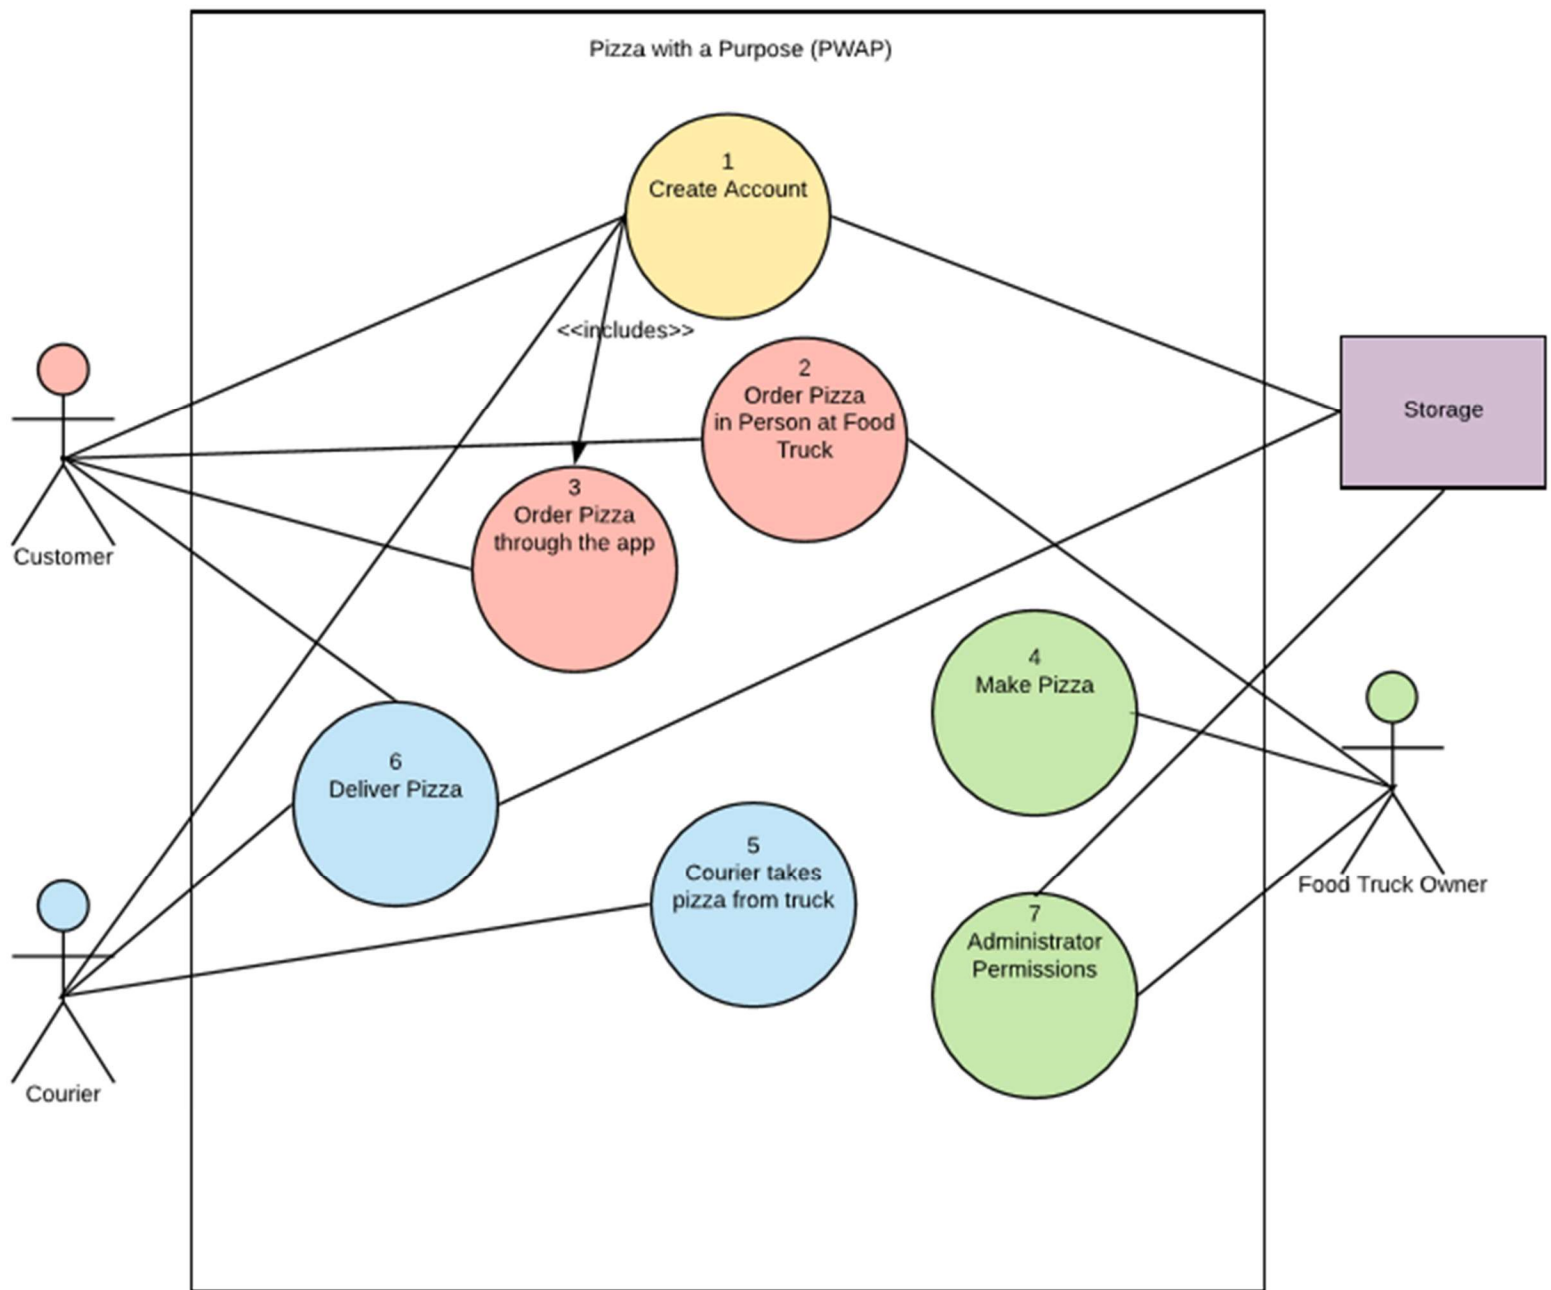 Pizza with a Purpose (PWAP)
1
Create Account
<<includes>>
2
Order Pizza
in Person at Food
Truck
Storage
3
Order Pizza
through the app
Customer
4
Make Pizza
6
Deliver Pizza
5
Courier takes
pizza from truck
Food Truck Owner
7
Administrator
Permissions
Courier